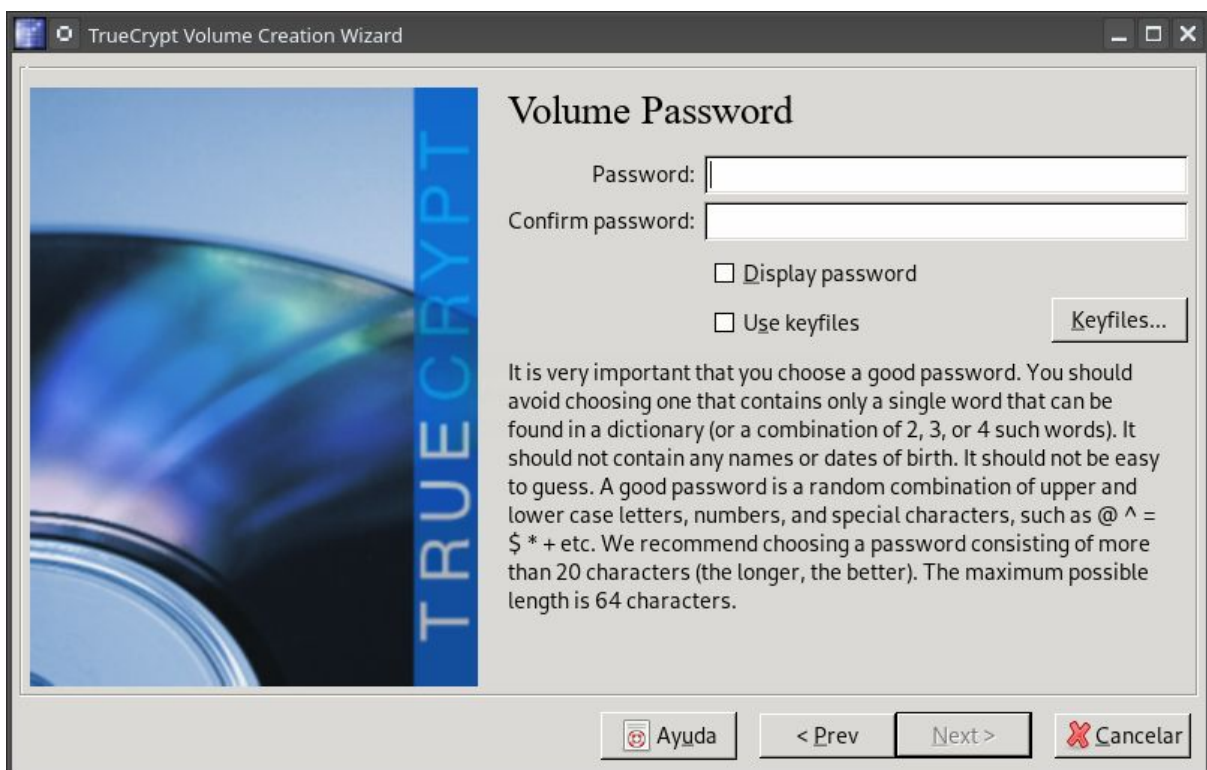 TrueCrypt Volume Creation Wizard
TRUECRYPT
Volume Password
Password:
Confirm password:
Display password
Use keyfiles
Keyfiles...
It is very important that you choose a good password. You should
avoid choosing one that contains only a single word that can be
found in a dictionary (or a combination of 2, 3, or 4 such words). It
should not contain any names or dates of birth. It should not be easy
to guess. A good password is a random combination of upper and
lower case letters, numbers, and special characters, such as @ ^ =
$ * + etc. We recommend choosing a password consisting of more
than 20 characters (the longer, the better). The maximum possible
length is 64 characters.
Ayuda
< Prev
Next >
Cancelar